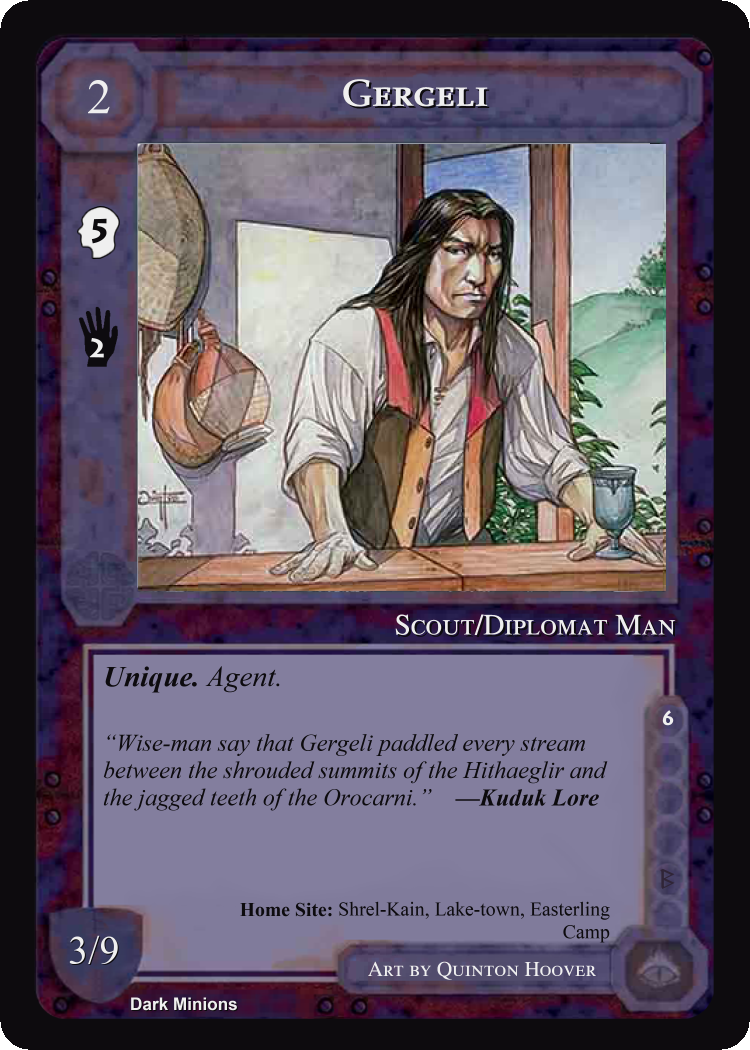 2
GERGELI
5
2
SCOUT/DIPLOMAT MAN
Unique. Agent.
6
“Wise-man say that Gergeli paddled every stream
between the shrouded summits of the Hithaeglir and
the jagged teeth of the Orocarni.” —Kuduk Lore
Home Site: Shrel-Kain, Lake-town, Easterling
Camp
3/9
ART BY QUINTON HOOVER
Dark Minions